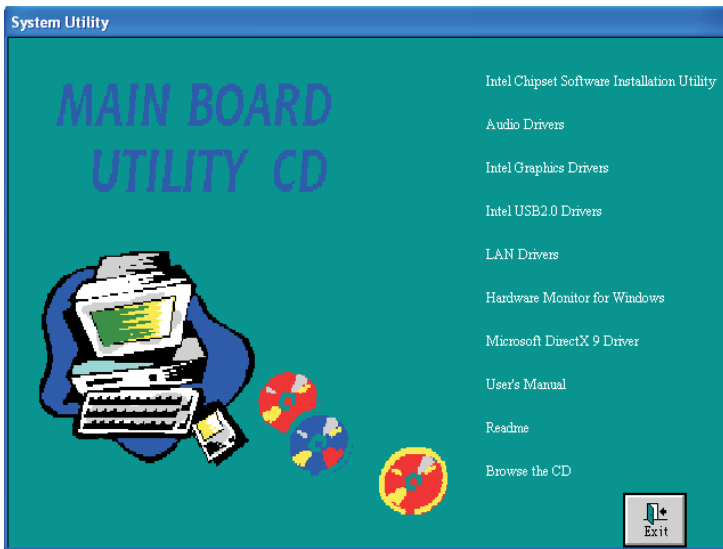 System Utility
MAIN BOARD
UTILITY CD
Intel Chipset Software Installation Utility
Audio Drivers
Intel Graphics Drivers
Intel USB2.0 Drivers
LAN Drivers
Hardware Monitor for Windows
Microsoft DirectX 9 Driver
User's Manual
Readme
Browse the CD
Exit